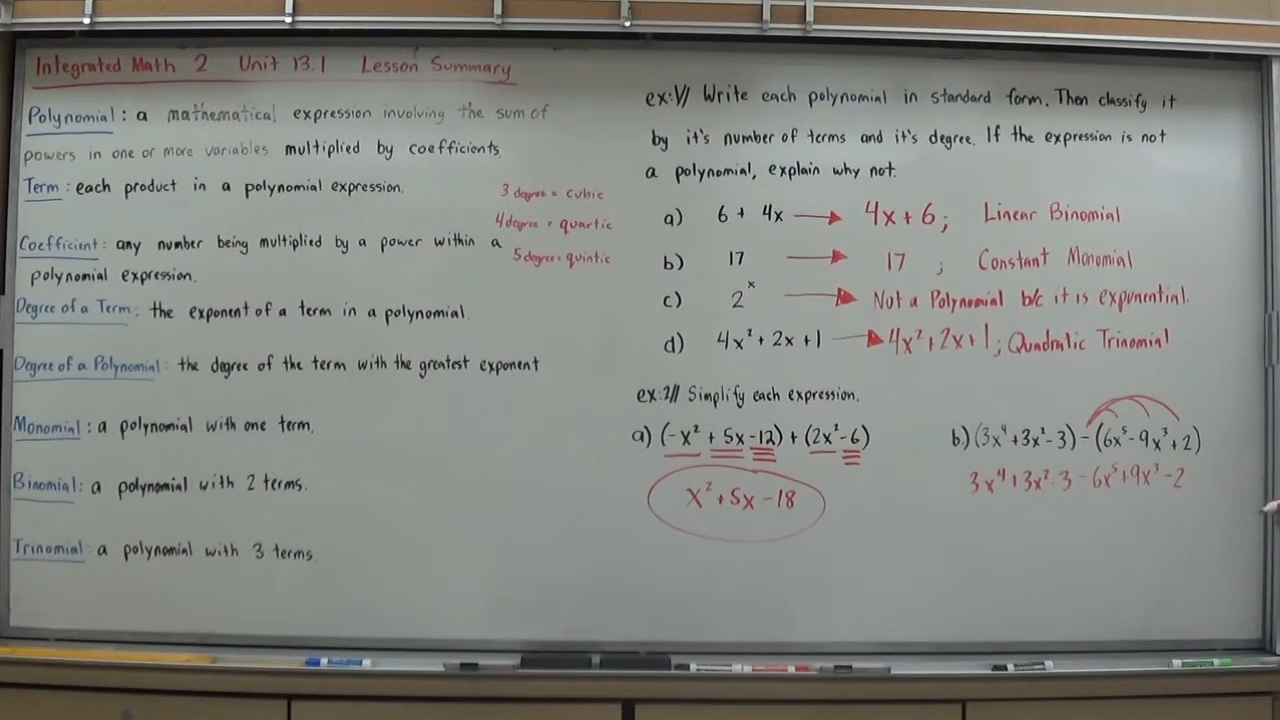 Integrated Math 2 Unit 13.1 Lesson Summary
Polynomial: a mathematical expression involving the sum of
powers in one or more variables multiplied by coefficients.
Term: each product in a polynomial expression.
3 degree = cubic
4 degree = quartic
5 degree = quintic
Coefficient: any number being multiplied by a power within a
polynomial expression.
Degree of a Term: the exponent of a term in a polynomial.
Degree of a Polynomial: the degree of the term with the greatest exponent
Monomial: a polynomial with one term.
Binomial: a polynomial with 2 terms.
Trinomial: a polynomial with 3 terms.
ex:1// Write each polynomial in standard form. Then classify it
by it's number of terms and it's degree. If the expression is not
a polynomial, explain why not.
a) 6 + 4x → 4x + 6; Linear Binomial
b) 17 → 17 ; Constant Monomial
c) 2^x → Not a Polynomial b/c it is exponential.
d) 4x² + 2x + 1 → 4x² + 2x + 1; Quadratic Trinomial
ex:2// Simplify each expression.
a) (-x² + 5x - 12) + (2x² - 6)
x² + 5x - 18
b) (3x⁴ + 3x² - 3) - (6x⁵ - 9x³ + 2)
3x⁴ + 3x² - 3 - 6x⁵ + 9x³ - 2